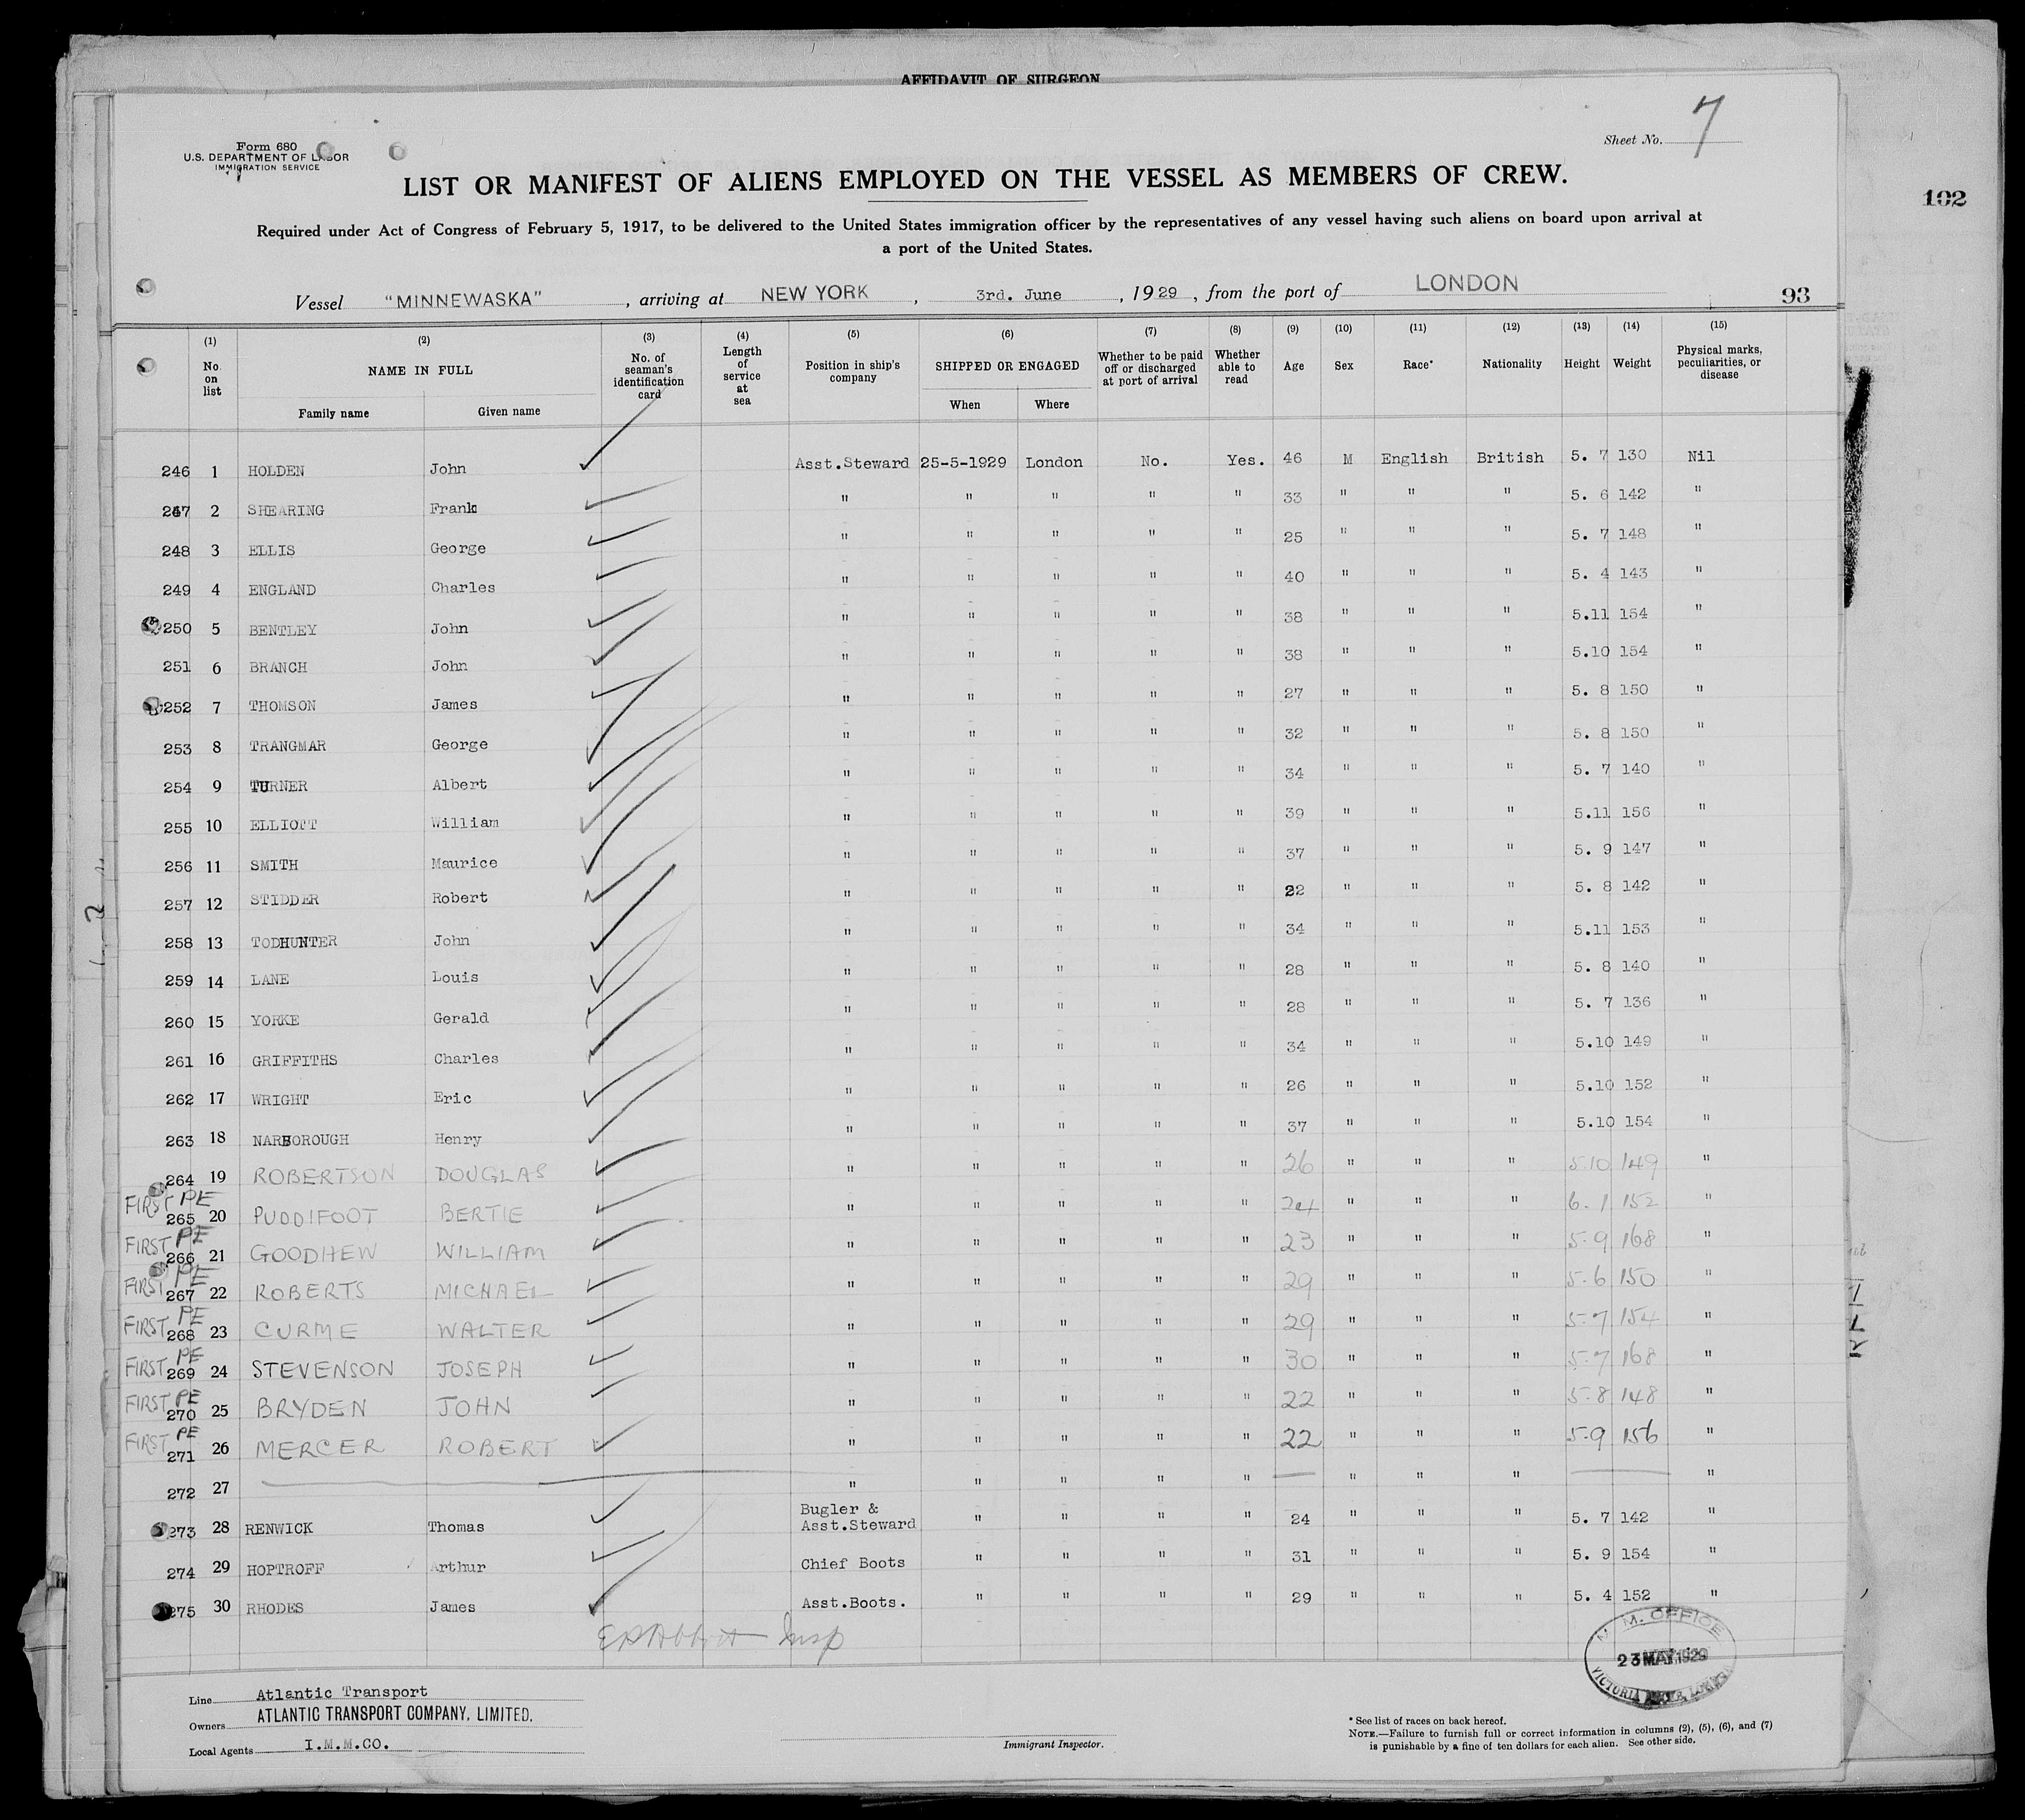 AFFIDAVIT OF SURGEON
Form 680
U.S. DEPARTMENT OF LABOR
IMMIGRATION SERVICE
Sheet No. 7
LIST OR MANIFEST OF ALIENS EMPLOYED ON THE VESSEL AS MEMBERS OF CREW.
102
Required under Act of Congress of February 5, 1917, to be delivered to the United States immigration officer by the representatives of any vessel having such aliens on board upon arrival at
a port of the United States.
Vessel "MINNEWASKA", arriving at NEW YORK, 3rd. June, 1929, from the port of LONDON
93
(1) No. on list (2) NAME IN FULL Family name Given name (3) No. of seaman's identification card (4) Length of service at sea (5) Position in ship's company (6) SHIPPED OR ENGAGED When Where (7) Whether to be paid off or discharged at port of arrival (8) Whether able to read (9) Age (10) Sex (11) Race* (12) Nationality (13) Height (14) Weight (15) Physical marks, peculiarities, or disease
246 1 HOLDEN John Asst.Steward 25-5-1929 London No. Yes. 46 M English British 5. 7 130 Nil
247 2 SHEARING Frank " " " " " 33 " " " 5. 6 142 "
248 3 ELLIS George " " " " " 25 " " " 5. 7 148 "
249 4 ENGLAND Charles " " " " " 40 " " " 5. 4 143 "
250 5 BENTLEY John " " " " " 38 " " " 5.11 154 "
251 6 BRANCH John " " " " " 38 " " " 5.10 154 "
252 7 THOMSON James " " " " " 27 " " " 5. 8 150 "
253 8 TRANGMAR George " " " " " 32 " " " 5. 8 150 "
254 9 TURNER Albert " " " " " 34 " " " 5. 7 140 "
255 10 ELLIOTT William " " " " " 39 " " " 5.11 156 "
256 11 SMITH Maurice " " " " " 37 " " " 5. 9 147 "
257 12 STIDDER Robert " " " " " 22 " " " 5. 8 142 "
258 13 TODHUNTER John " " " " " 34 " " " 5.11 153 "
259 14 LANE Louis " " " " " 28 " " " 5. 8 140 "
260 15 YORKE Gerald " " " " " 28 " " " 5. 7 136 "
261 16 GRIFFITHS Charles " " " " " 34 " " " 5.10 149 "
262 17 WRIGHT Eric " " " " " 26 " " " 5.10 152 "
263 18 NARBOROUGH Henry " " " " " 37 " " " 5.10 154 "
264 19 ROBERTSON DOUGLAS " " " " " 26 " " " 5.10 149 "
FIRST PE 265 20 PUDDIFOOT BERTIE " " " " " 24 " " " 6.1 152 "
FIRST PE 266 21 GOODHEW WILLIAM " " " " " 23 " " " 5-9 168 "
FIRST PE 267 22 ROBERTS MICHAEL " " " " " 29 " " " 5-6 150 "
FIRST PE 268 23 CURME WALTER " " " " " 29 " " " 5-7 154 "
FIRST PE 269 24 STEVENSON JOSEPH " " " " " 30 " " " 5-7 168 "
FIRST PE 270 25 BRYDEN JOHN " " " " " 22 " " " 5-8 148 "
FIRST PE 271 26 MERCER ROBERT " " " " " 22 " " " 5-9 156 "
272 27 " " " " " — " " " — "
273 28 RENWICK Thomas Bugler & Asst.Steward " " " " 24 " " " 5. 7 142 "
274 29 HOPTROFF Arthur Chief Boots " " " " 31 " " " 5. 9 154 "
275 30 RHODES James Asst.Boots. " " " " 29 " " " 5. 4 152 "
Insp
M. M. OFFICE
23 MAY 1929
VICTORIA
Line Atlantic Transport
Owners ATLANTIC TRANSPORT COMPANY, LIMITED.
Local Agents I.M.M.CO.
Immigrant Inspector.
* See list of races on back hereof.
NOTE.—Failure to furnish full or correct information in columns (2), (5), (6), and (7)
is punishable by a fine of ten dollars for each alien. See other side.